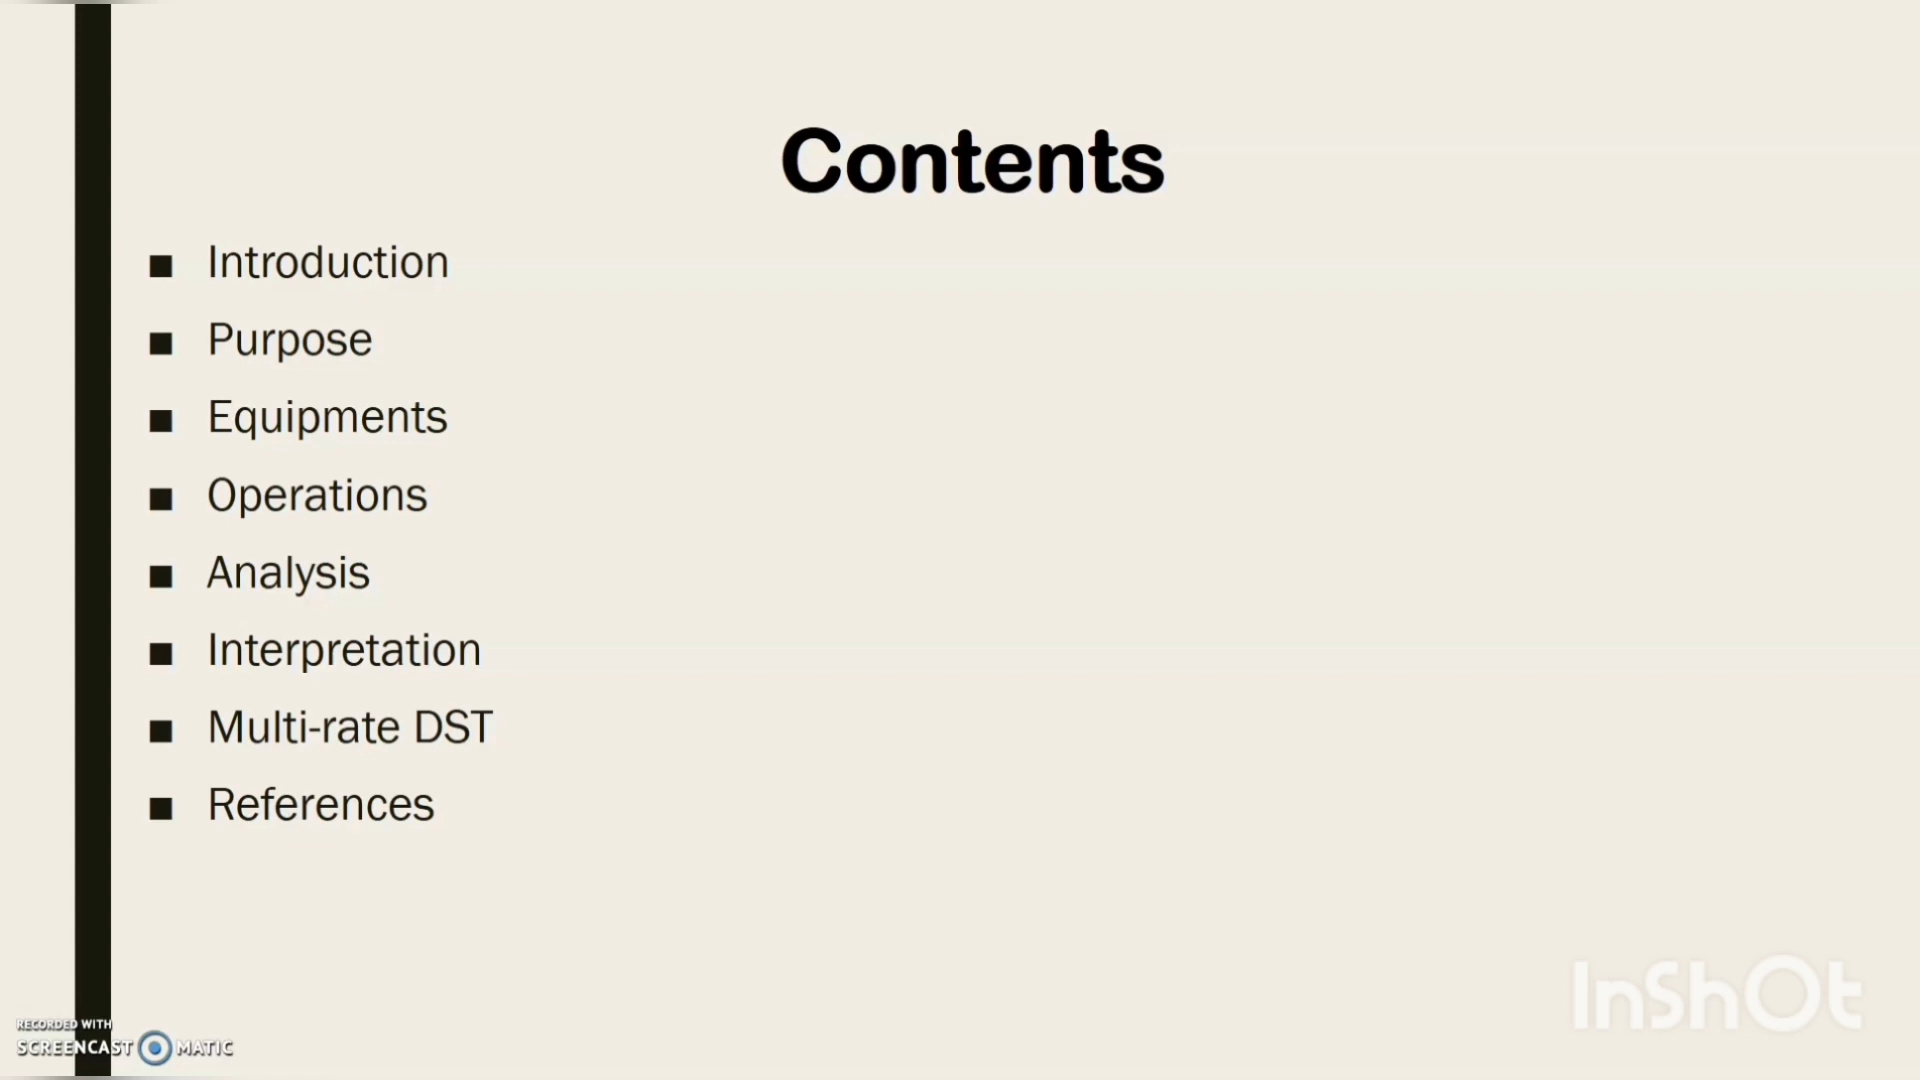 Contents
■ Introduction
■ Purpose
■ Equipments
■ Operations
■ Analysis
■ Interpretation
■ Multi-rate DST
■ References
InShOt
RECORDED WITH
SCREENCAST MATIC